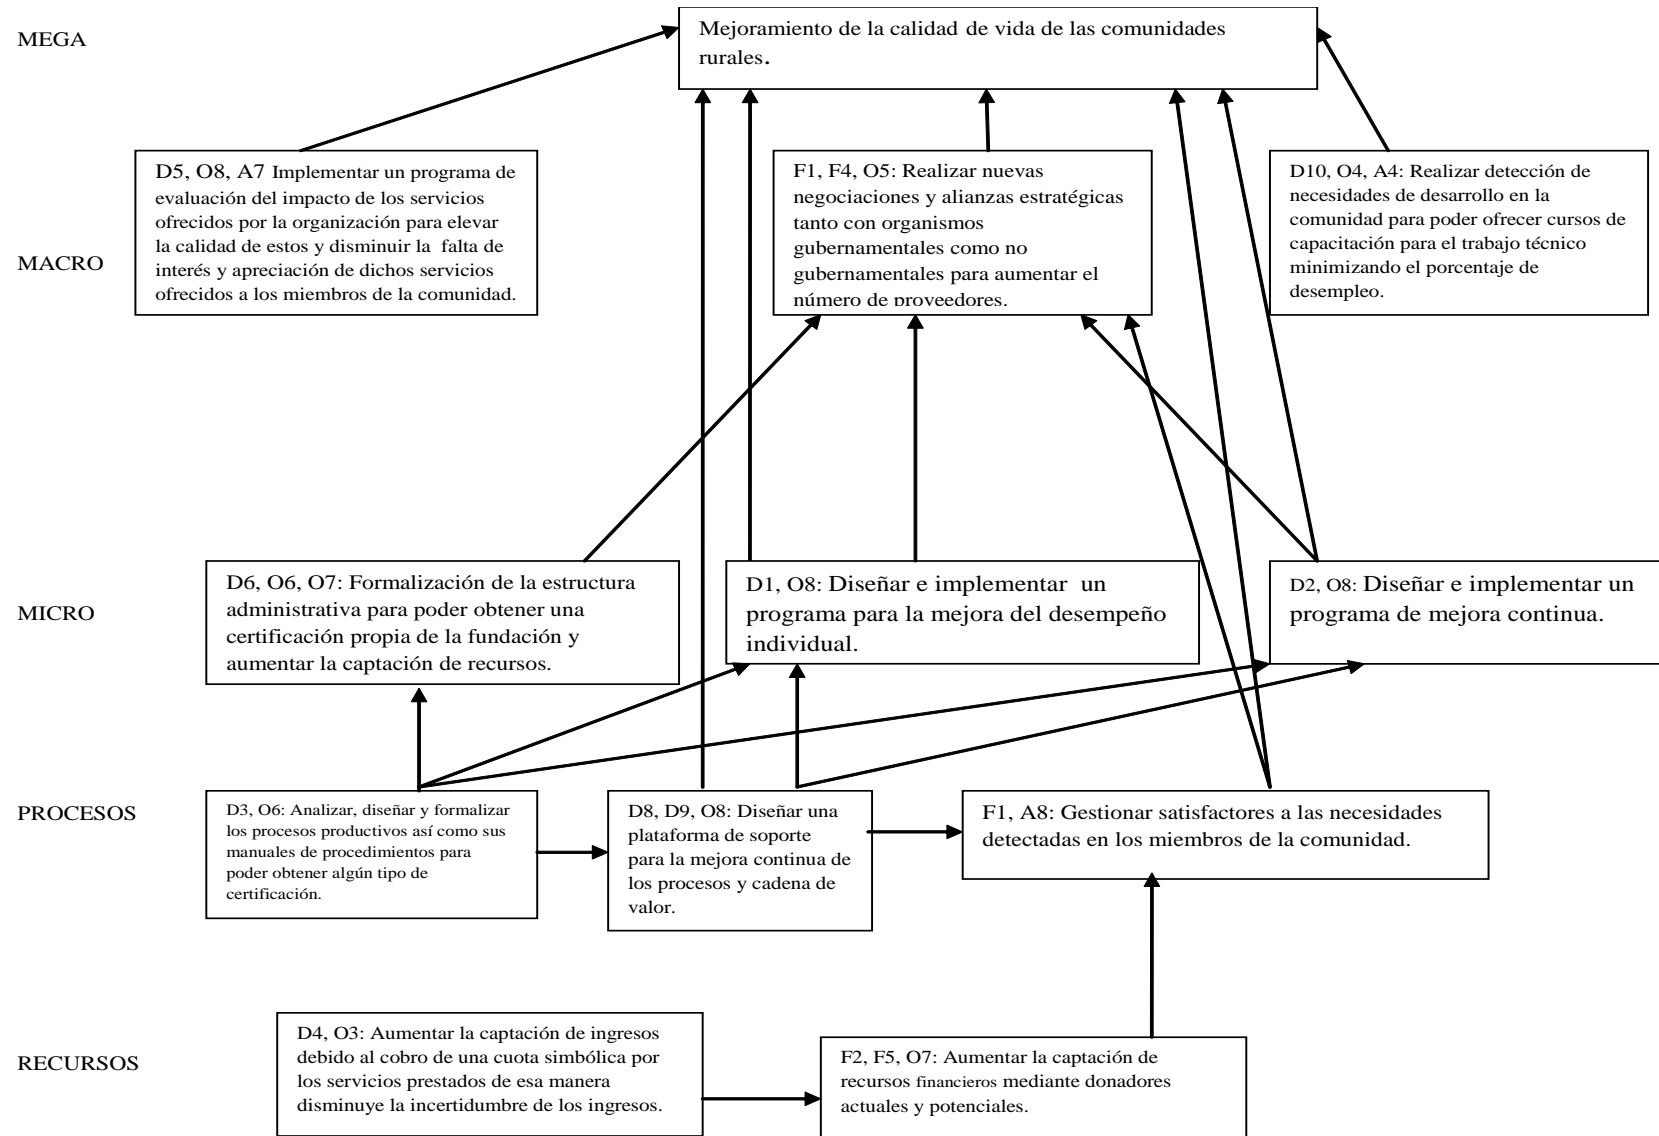 MEGA
Mejoramiento de la calidad de vida de las comunidades
rurales.
MACRO
D5, O8, A7 Implementar un programa de
evaluación del impacto de los servicios
ofrecidos por la organización para elevar
la calidad de estos y disminuir la falta de
interés y apreciación de dichos servicios
ofrecidos a los miembros de la comunidad.
F1, F4, O5: Realizar nuevas
negociaciones y alianzas estratégicas
tanto con organismos
gubernamentales como no
gubernamentales para aumentar el
número de proveedores.
D10, O4, A4: Realizar detección de
necesidades de desarrollo en la
comunidad para poder ofrecer cursos de
capacitación para el trabajo técnico
minimizando el porcentaje de
desempleo.
MICRO
D6, O6, O7: Formalización de la estructura
administrativa para poder obtener una
certificación propia de la fundación y
aumentar la captación de recursos.
D1, O8: Diseñar e implementar un
programa para la mejora del desempeño
individual.
D2, O8: Diseñar e implementar un
programa de mejora continua.
PROCESOS
D3, O6: Analizar, diseñar y formalizar
los procesos productivos así como sus
manuales de procedimientos para
poder obtener algún tipo de
certificación.
D8, D9, O8: Diseñar una
plataforma de soporte
para la mejora continua de
los procesos y cadena de
valor.
F1, A8: Gestionar satisfactores a las necesidades
detectadas en los miembros de la comunidad.
RECURSOS
D4, O3: Aumentar la captación de ingresos
debido al cobro de una cuota simbólica por
los servicios prestados de esa manera
disminuye la incertidumbre de los ingresos.
F2, F5, O7: Aumentar la captación de
recursos financieros mediante donadores
actuales y potenciales.